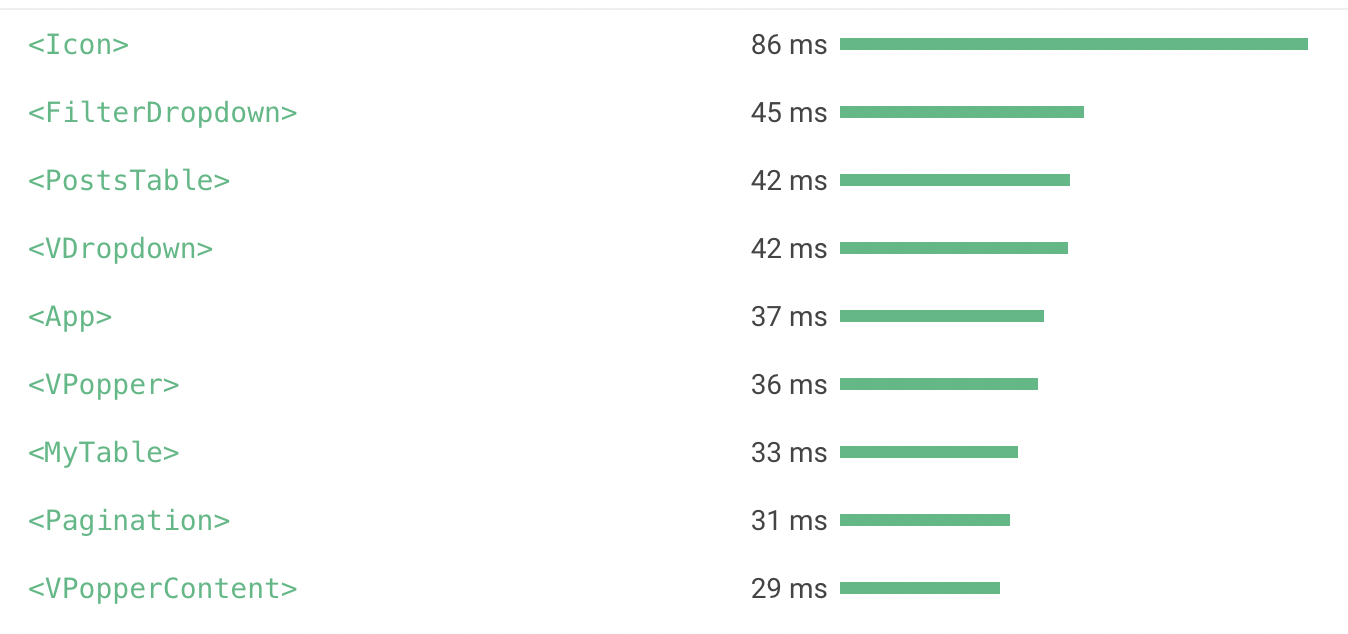 <Icon> 86 ms
<FilterDropdown> 45 ms
<PostsTable> 42 ms
<VDropdown> 42 ms
<App> 37 ms
<VPopper> 36 ms
<MyTable> 33 ms
<Pagination> 31 ms
<VPopperContent> 29 ms